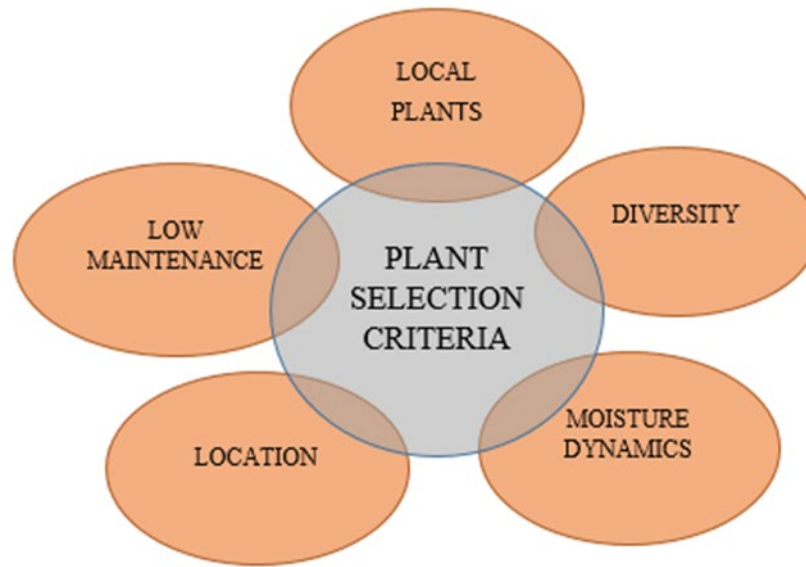 LOCAL
PLANTS
DIVERSITY
LOW
MAINTENANCE
PLANT
SELECTION
CRITERIA
MOISTURE
DYNAMICS
LOCATION